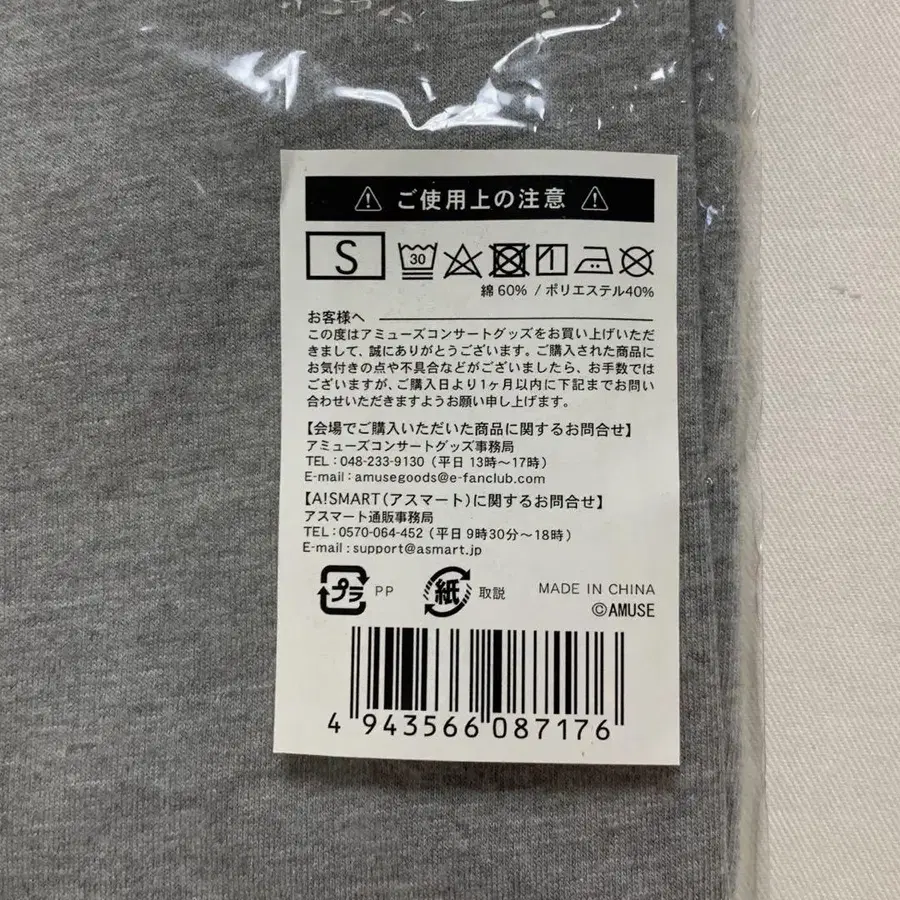 ご使用上の注意
S 30
綿60% / ポリエステル40%
お客様へ
この度はアミューズコンサートグッズをお買い上げいただ
きまして、誠にありがとうございます。ご購入された商品に
お気付きの点や不具合などがございましたら、お手数では
ございますが、ご購入日より1ヶ月以内に下記までお問い
合わせいただきますようお願い申し上げます。
【会場でご購入いただいた商品に関するお問合せ】
アミューズコンサートグッズ事務局
TEL：048-233-9130（平日 13時〜17時）
E-mail：amusegoods@e-fanclub.com
【A!SMART（アスマート）に関するお問合せ】
アスマート通販事務局
TEL：0570-064-452（平日 9時30分〜18時）
E-mail：support@asmart.jp
プラ PP 紙 取説 MADE IN CHINA
©AMUSE
4 943566 087176